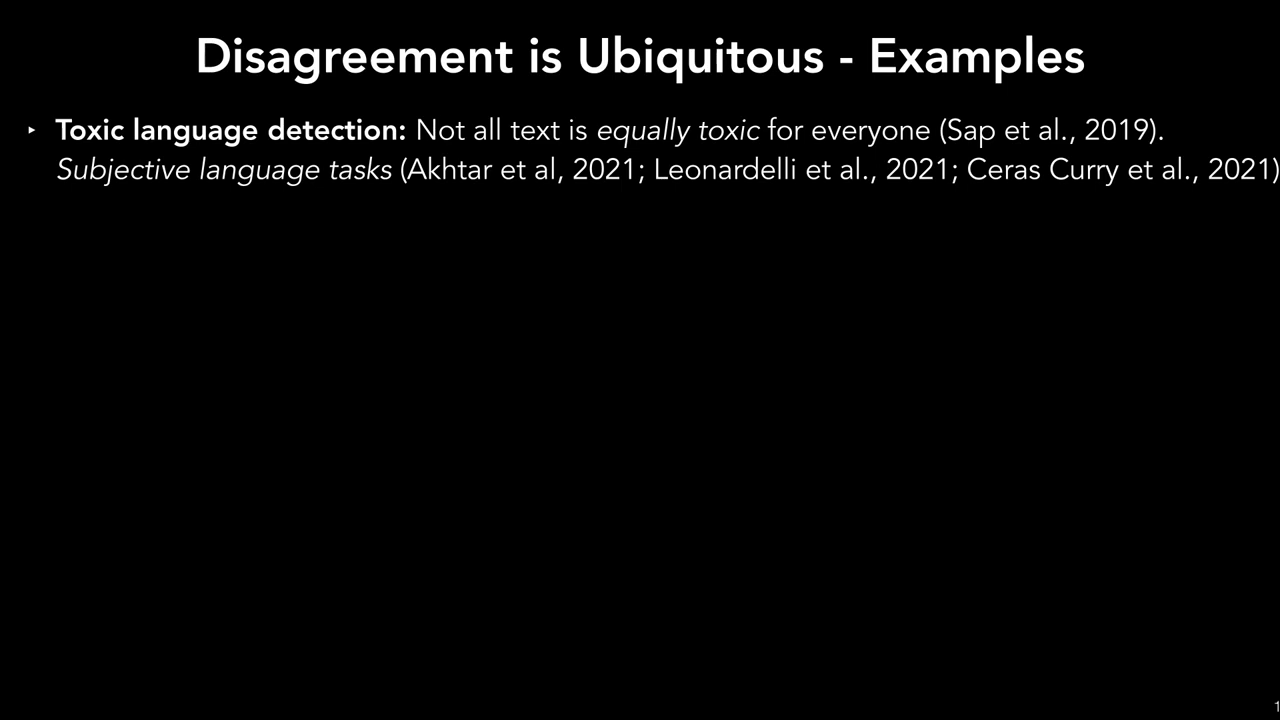 Disagreement is Ubiquitous - Examples
‣ Toxic language detection: Not all text is equally toxic for everyone (Sap et al., 2019).
Subjective language tasks (Akhtar et al, 2021; Leonardelli et al., 2021; Ceras Curry et al., 2021)